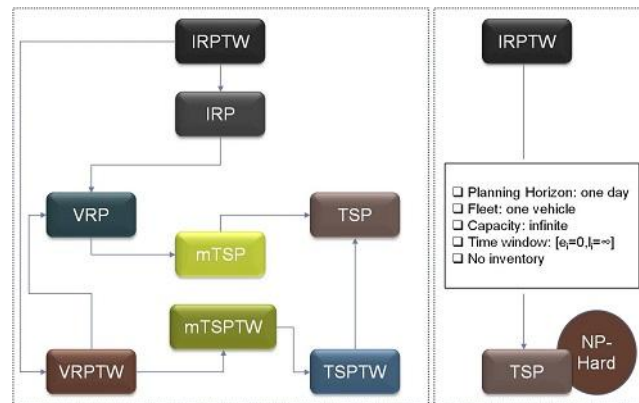 IRPTW
IRP
VRP
TSP
mTSP
mTSPTW
VRPTW
TSPTW
IRPTW
❑ Planning Horizon: one day
❑ Fleet: one vehicle
❑ Capacity: infinite
❑ Time window: [eᵢ=0,lᵢ=∞]
❑ No inventory
TSP
NP-
Hard